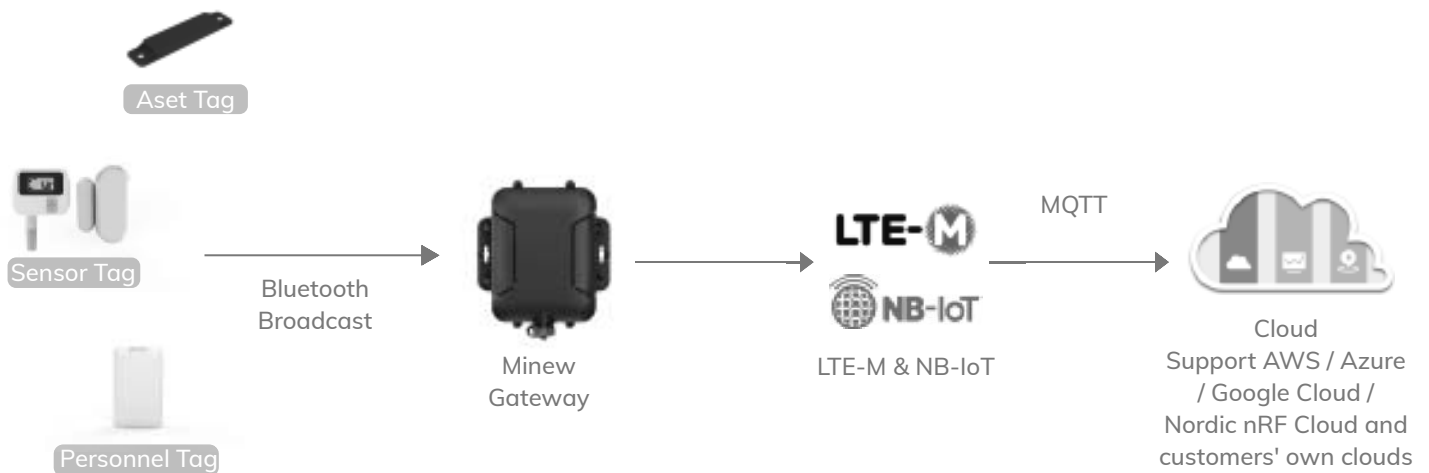 Aset Tag
Sensor Tag
Personnel Tag
Bluetooth
Broadcast
Minew
Gateway
LTE-M
NB-IoT
LTE-M & NB-IoT
MQTT
Cloud
Support AWS / Azure
/ Google Cloud /
Nordic nRF Cloud and
customers' own clouds